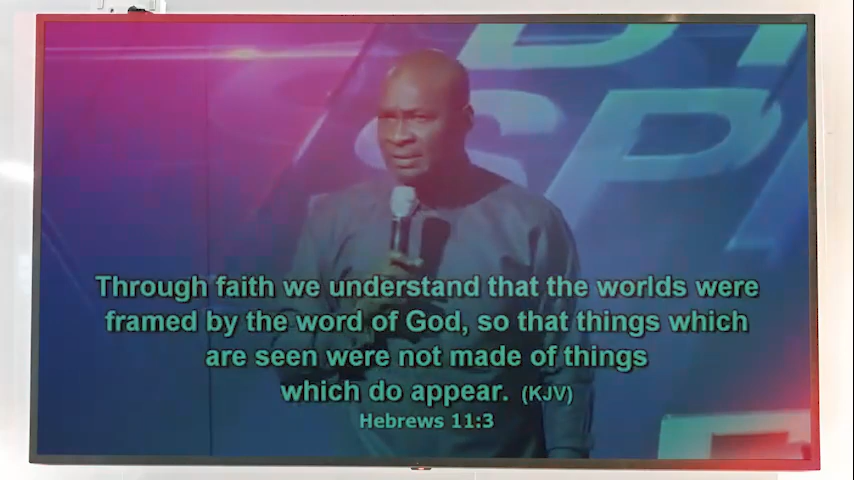 Through faith we understand that the worlds were
framed by the word of God, so that things which
are seen were not made of things
which do appear. (KJV)
Hebrews 11:3